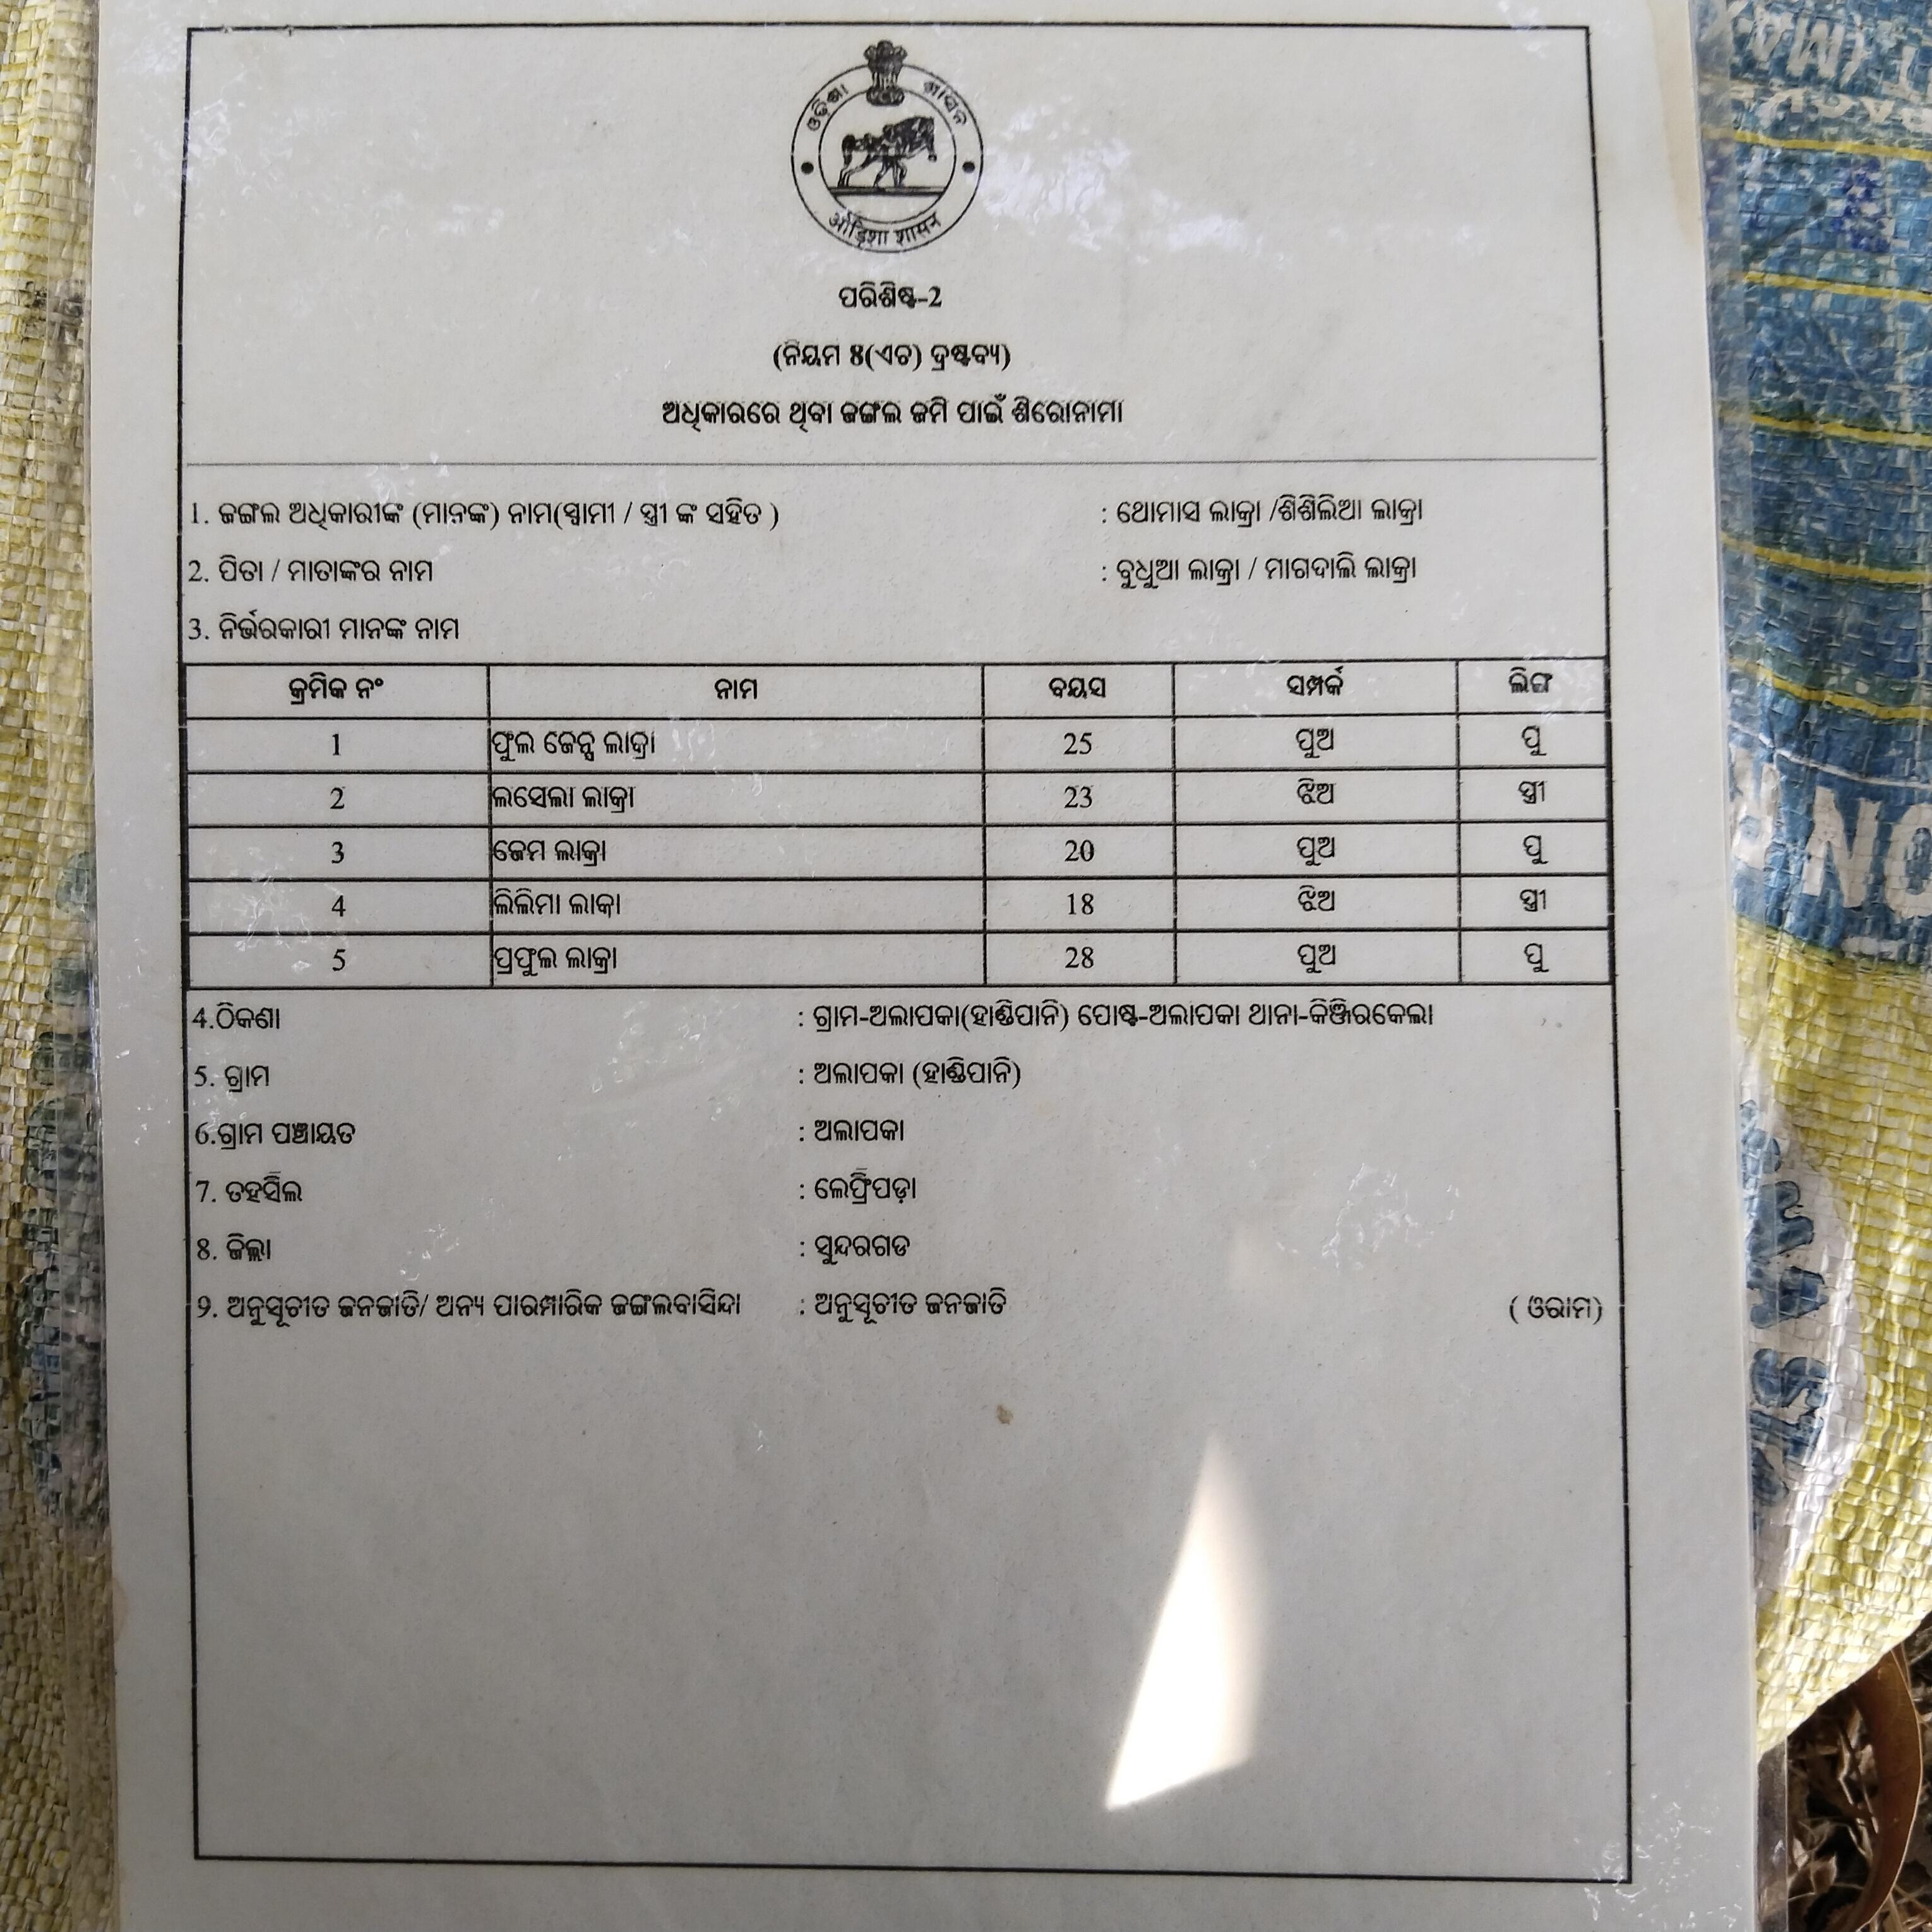 ଓଡ଼ିଶା ଶାସନ
ओड़िशा शासन
ପରିଶିଷ୍ଟ-2
(ନିୟମ ୫(ଏଚ) ଦ୍ରଷ୍ଟବ୍ୟ)
ଅଧିକାରରେ ଥିବା ଜଙ୍ଗଲ ଜମି ପାଇଁ ଶିରୋନାମା
1. ଜଙ୍ଗଲ ଅଧିକାରୀଙ୍କ (ମାନଙ୍କ) ନାମ(ସ୍ବାମୀ / ସ୍ତ୍ରୀ ଙ୍କ ସହିତ ) : ଥୋମାସ ଲାକ୍ରା /ଶିଶିଲିଆ ଲାକ୍ରା
2. ପିତା / ମାତାଙ୍କର ନାମ : ବୁଧୁଆ ଲାକ୍ରା / ମାଗଦାଲି ଲାକ୍ରା
3. ନିର୍ଭରକାରୀ ମାନଙ୍କ ନାମ
କ୍ରମିକ ନଂ ନାମ ବୟସ ସମ୍ପର୍କ ଲିଙ୍ଗ
1 ଫୁଲ ଜେନ୍ସ ଲାକ୍ରା 25 ପୁଅ ପୁ
2 ଲସେଲା ଲାକ୍ରା 23 ଝିଅ ସ୍ତ୍ରୀ
3 ଜେମ ଲାକ୍ରା 20 ପୁଅ ପୁ
4 ଲିଲିମା ଲାକ୍ରା 18 ଝିଅ ସ୍ତ୍ରୀ
5 ପ୍ରଫୁଲ ଲାକ୍ରା 28 ପୁଅ ପୁ
4.ଠିକଣା : ଗ୍ରାମ-ଅଲାପକା(ହାଣ୍ଡିପାନି) ପୋଷ୍ଟ-ଅଲାପକା ଥାନା-କିଞ୍ଜିରକେଲା
5. ଗ୍ରାମ : ଅଲାପକା (ହାଣ୍ଡିପାନି)
6.ଗ୍ରାମ ପଞ୍ଚାୟତ : ଅଲାପକା
7. ତହସିଲ : ଲେଫ୍ରିପଡ଼ା
8. ଜିଲ୍ଲା : ସୁନ୍ଦରଗଡ
9. ଅନୁସୂଚୀତ ଜନଜାତି/ ଅନ୍ୟ ପାରମ୍ପାରିକ ଜଙ୍ଗଲବାସିନ୍ଦା : ଅନୁସୂଚୀତ ଜନଜାତି ( ଓରାମ)